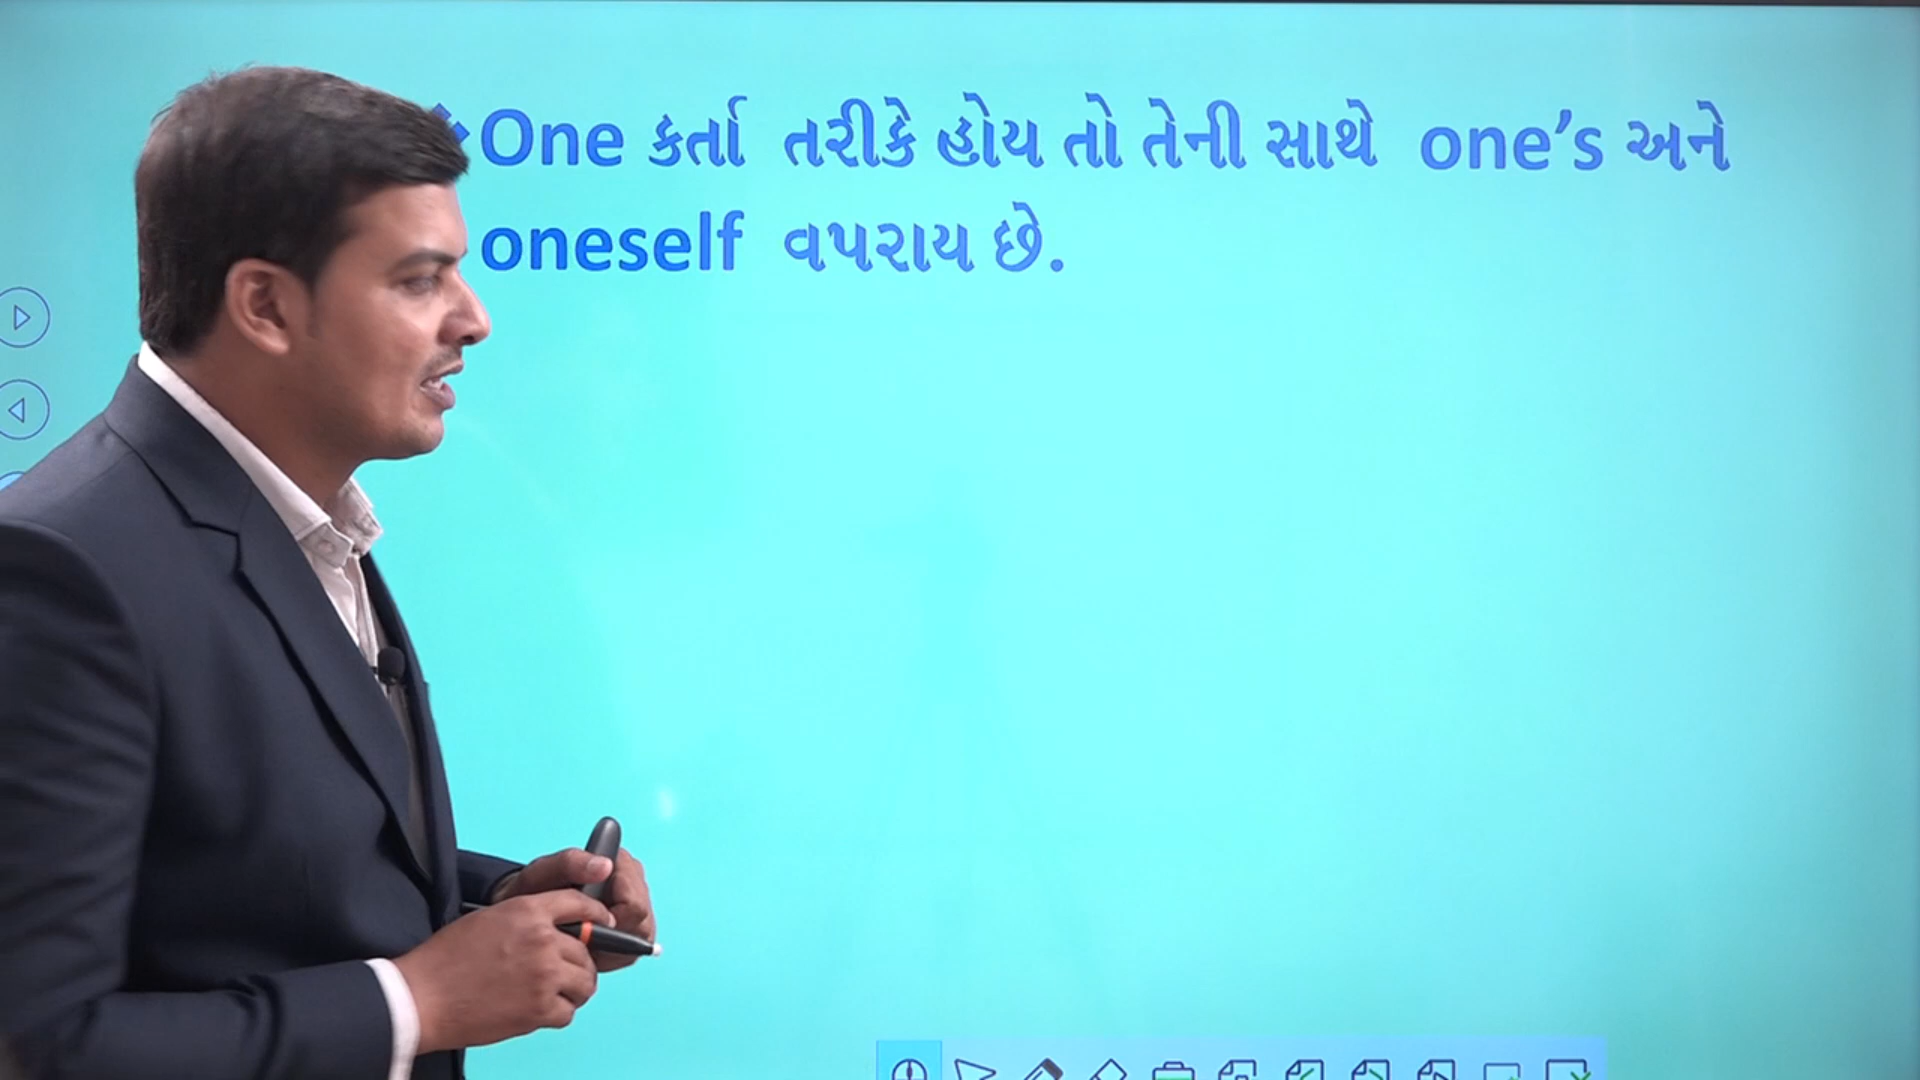 One કર્તા તરીકે હોય તો તેની સાથે one’s અને
oneself વપરાય છે.